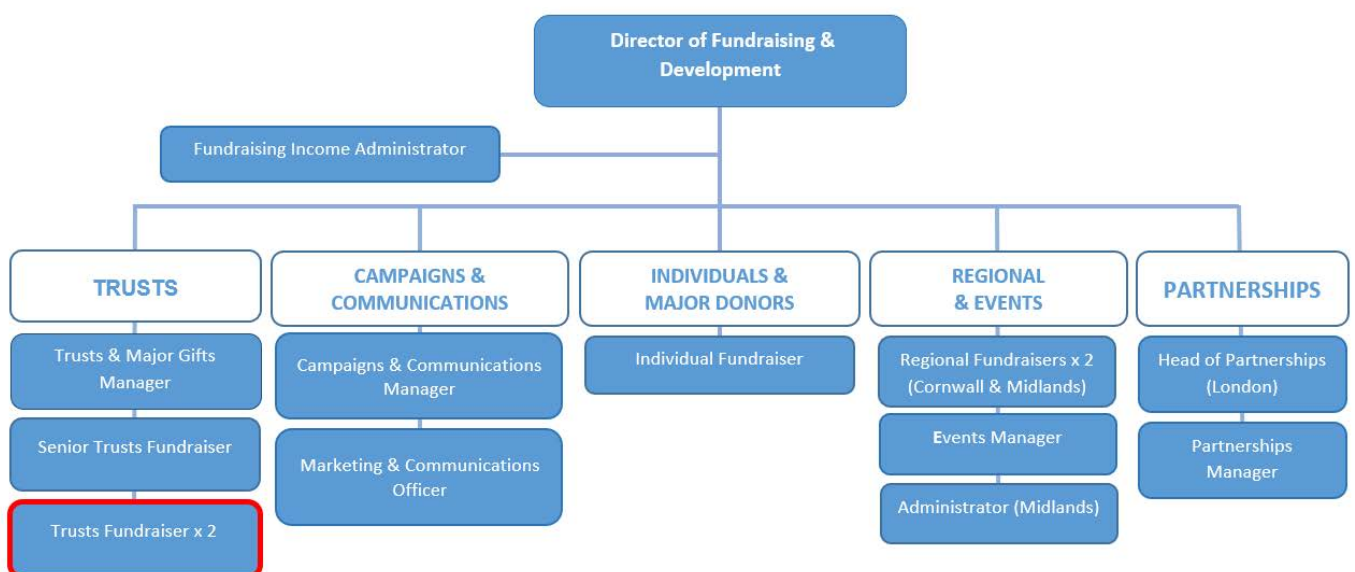 Director of Fundraising &
Development
Fundraising Income Administrator
TRUSTS
Trusts & Major Gifts
Manager
Senior Trusts Fundraiser
Trusts Fundraiser x 2
CAMPAIGNS &
COMMUNICATIONS
Campaigns & Communications
Manager
Marketing & Communications
Officer
INDIVIDUALS &
MAJOR DONORS
Individual Fundraiser
REGIONAL
& EVENTS
Regional Fundraisers x 2
(Cornwall & Midlands)
Events Manager
Administrator (Midlands)
PARTNERSHIPS
Head of Partnerships
(London)
Partnerships
Manager